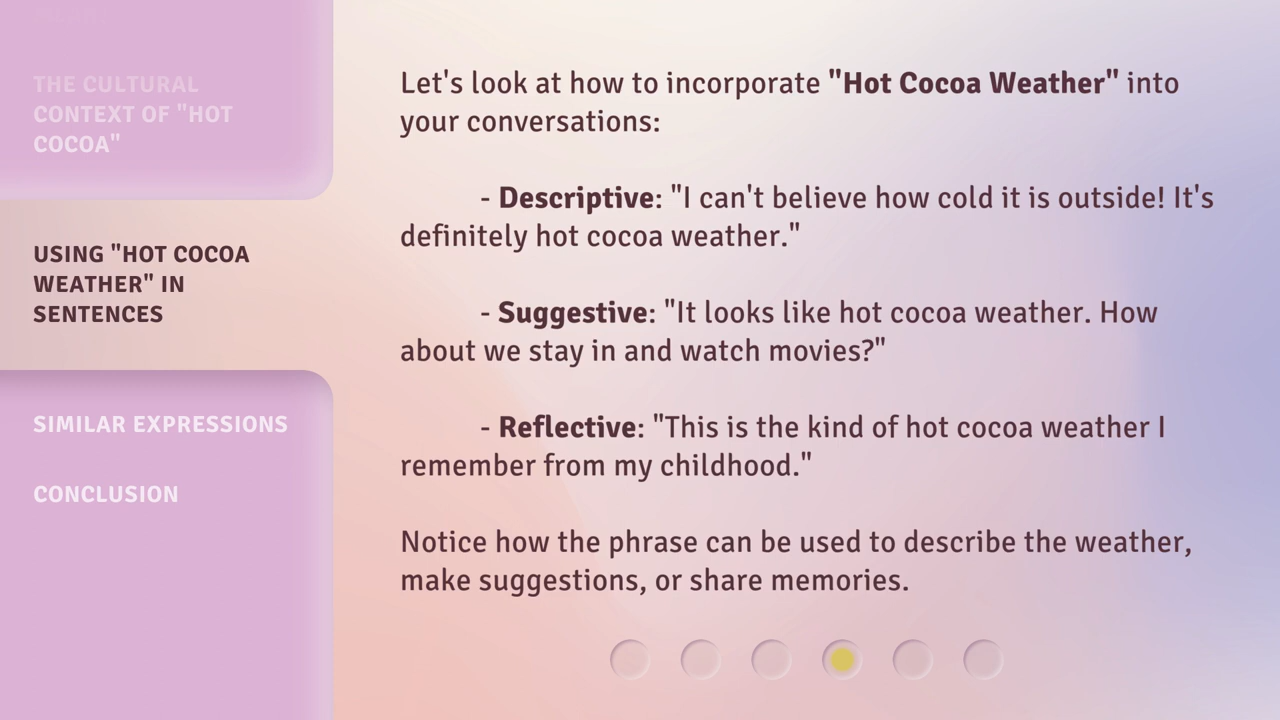 THE CULTURAL
CONTEXT OF "HOT
COCOA"
USING "HOT COCOA
WEATHER" IN
SENTENCES
SIMILAR EXPRESSIONS
CONCLUSION
Let's look at how to incorporate "Hot Cocoa Weather" into
your conversations:
- Descriptive: "I can't believe how cold it is outside! It's
definitely hot cocoa weather."
- Suggestive: "It looks like hot cocoa weather. How
about we stay in and watch movies?"
- Reflective: "This is the kind of hot cocoa weather I
remember from my childhood."
Notice how the phrase can be used to describe the weather,
make suggestions, or share memories.